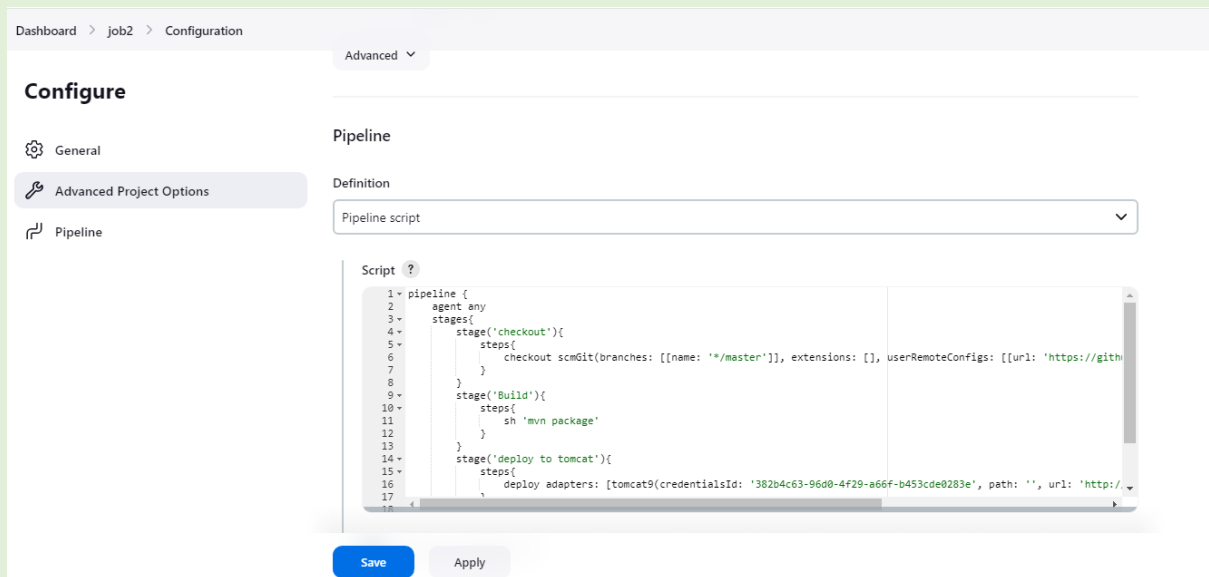 Dashboard > job2 > Configuration
Advanced
Configure
General
Advanced Project Options
Pipeline
Pipeline
Definition
Pipeline script
Script ?
1 pipeline {
2 agent any
3 stages{
4 stage('checkout'){
5 steps{
6 checkout scmGit(branches: [[name: '*/master']], extensions: [], userRemoteConfigs: [[url: 'https://gith
7 }
8 }
9 stage('Build'){
10 steps{
11 sh 'mvn package'
12 }
13 }
14 stage('deploy to tomcat'){
15 steps{
16 deploy adapters: [tomcat9(credentialsId: '382b4c63-96d0-4f29-a66f-b453cde0283e', path: '', url: 'http:/
17 }
18
Save Apply